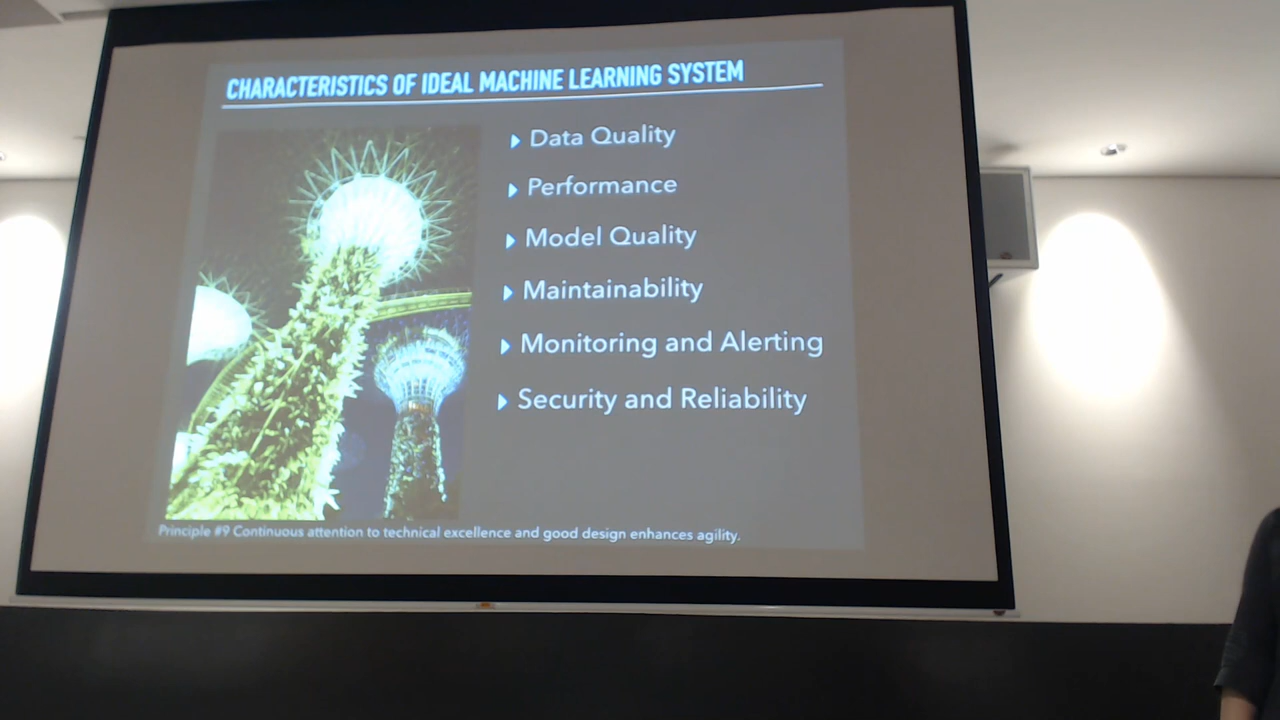 CHARACTERISTICS OF IDEAL MACHINE LEARNING SYSTEM
Data Quality
Performance
Model Quality
Maintainability
Monitoring and Alerting
Security and Reliability
Principle #9 Continuous attention to technical excellence and good design enhances agility.